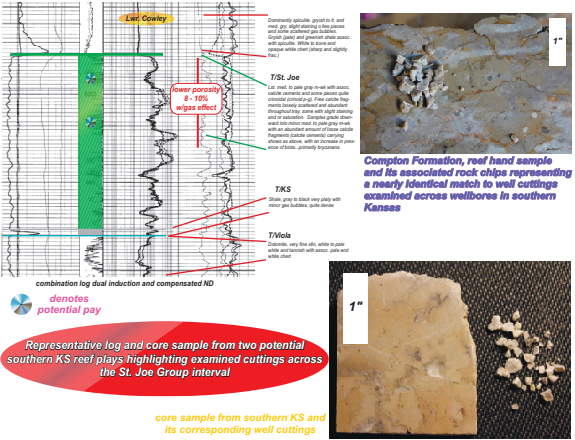 Lwr. Cowley
Dominantly spiculite, gryish to lt. and
med. gry, slight staining o few pieces
and some scattered gas bubbles.
Gryish (pale) and greenish shale assoc.
with spiculite. White to bone and
opaque white chert (sharp and slightly
frac.)
T/St. Joe
Lst. med. to pale gray m-wk with assoc.
calcite cements and some pieces quite
crinoidal (crinoid p-g). Free calcite frag-
ments loosely scattered and abundant
throughout tray, some with slight staining
and or saturation. Samples grade down-
ward into minor med. to pale gray m-wk
with an abundant amount of loose calcite
fragments (calcite cements) carrying
shows as above, with an increase in pres-
ence of biota...primarily bryozoans.
lower porosity
8 - 10%
w/gas effect
T/KS
Shale, gray to black very platy with
minor gas bubbles, quite dense
T/Viola
Dolomite, very fine xln, white to pale
white and tannish with assoc. pale and
white chert
combination log dual induction and compensated ND
denotes
potential pay
1"
Compton Formation, reef hand sample
and its associated rock chips representing
a nearly identical match to well cuttings
examined across wellbores in southern
Kansas
1"
Representative log and core sample from two potential
southern KS reef plays highlighting examined cuttings across
the St. Joe Group interval
core sample from southern KS and
its corresponding well cuttings